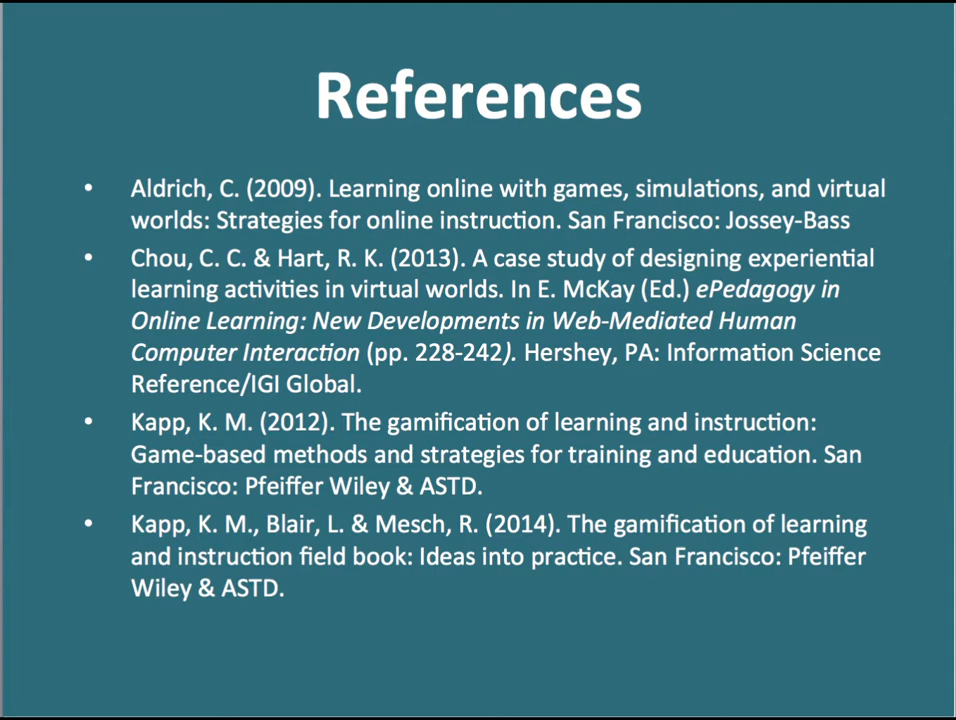 References
• Aldrich, C. (2009). Learning online with games, simulations, and virtual
worlds: Strategies for online instruction. San Francisco: Jossey-Bass
• Chou, C. C. & Hart, R. K. (2013). A case study of designing experiential
learning activities in virtual worlds. In E. McKay (Ed.) ePedagogy in
Online Learning: New Developments in Web-Mediated Human
Computer Interaction (pp. 228-242). Hershey, PA: Information Science
Reference/IGI Global.
• Kapp, K. M. (2012). The gamification of learning and instruction:
Game-based methods and strategies for training and education. San
Francisco: Pfeiffer Wiley & ASTD.
• Kapp, K. M., Blair, L. & Mesch, R. (2014). The gamification of learning
and instruction field book: Ideas into practice. San Francisco: Pfeiffer
Wiley & ASTD.